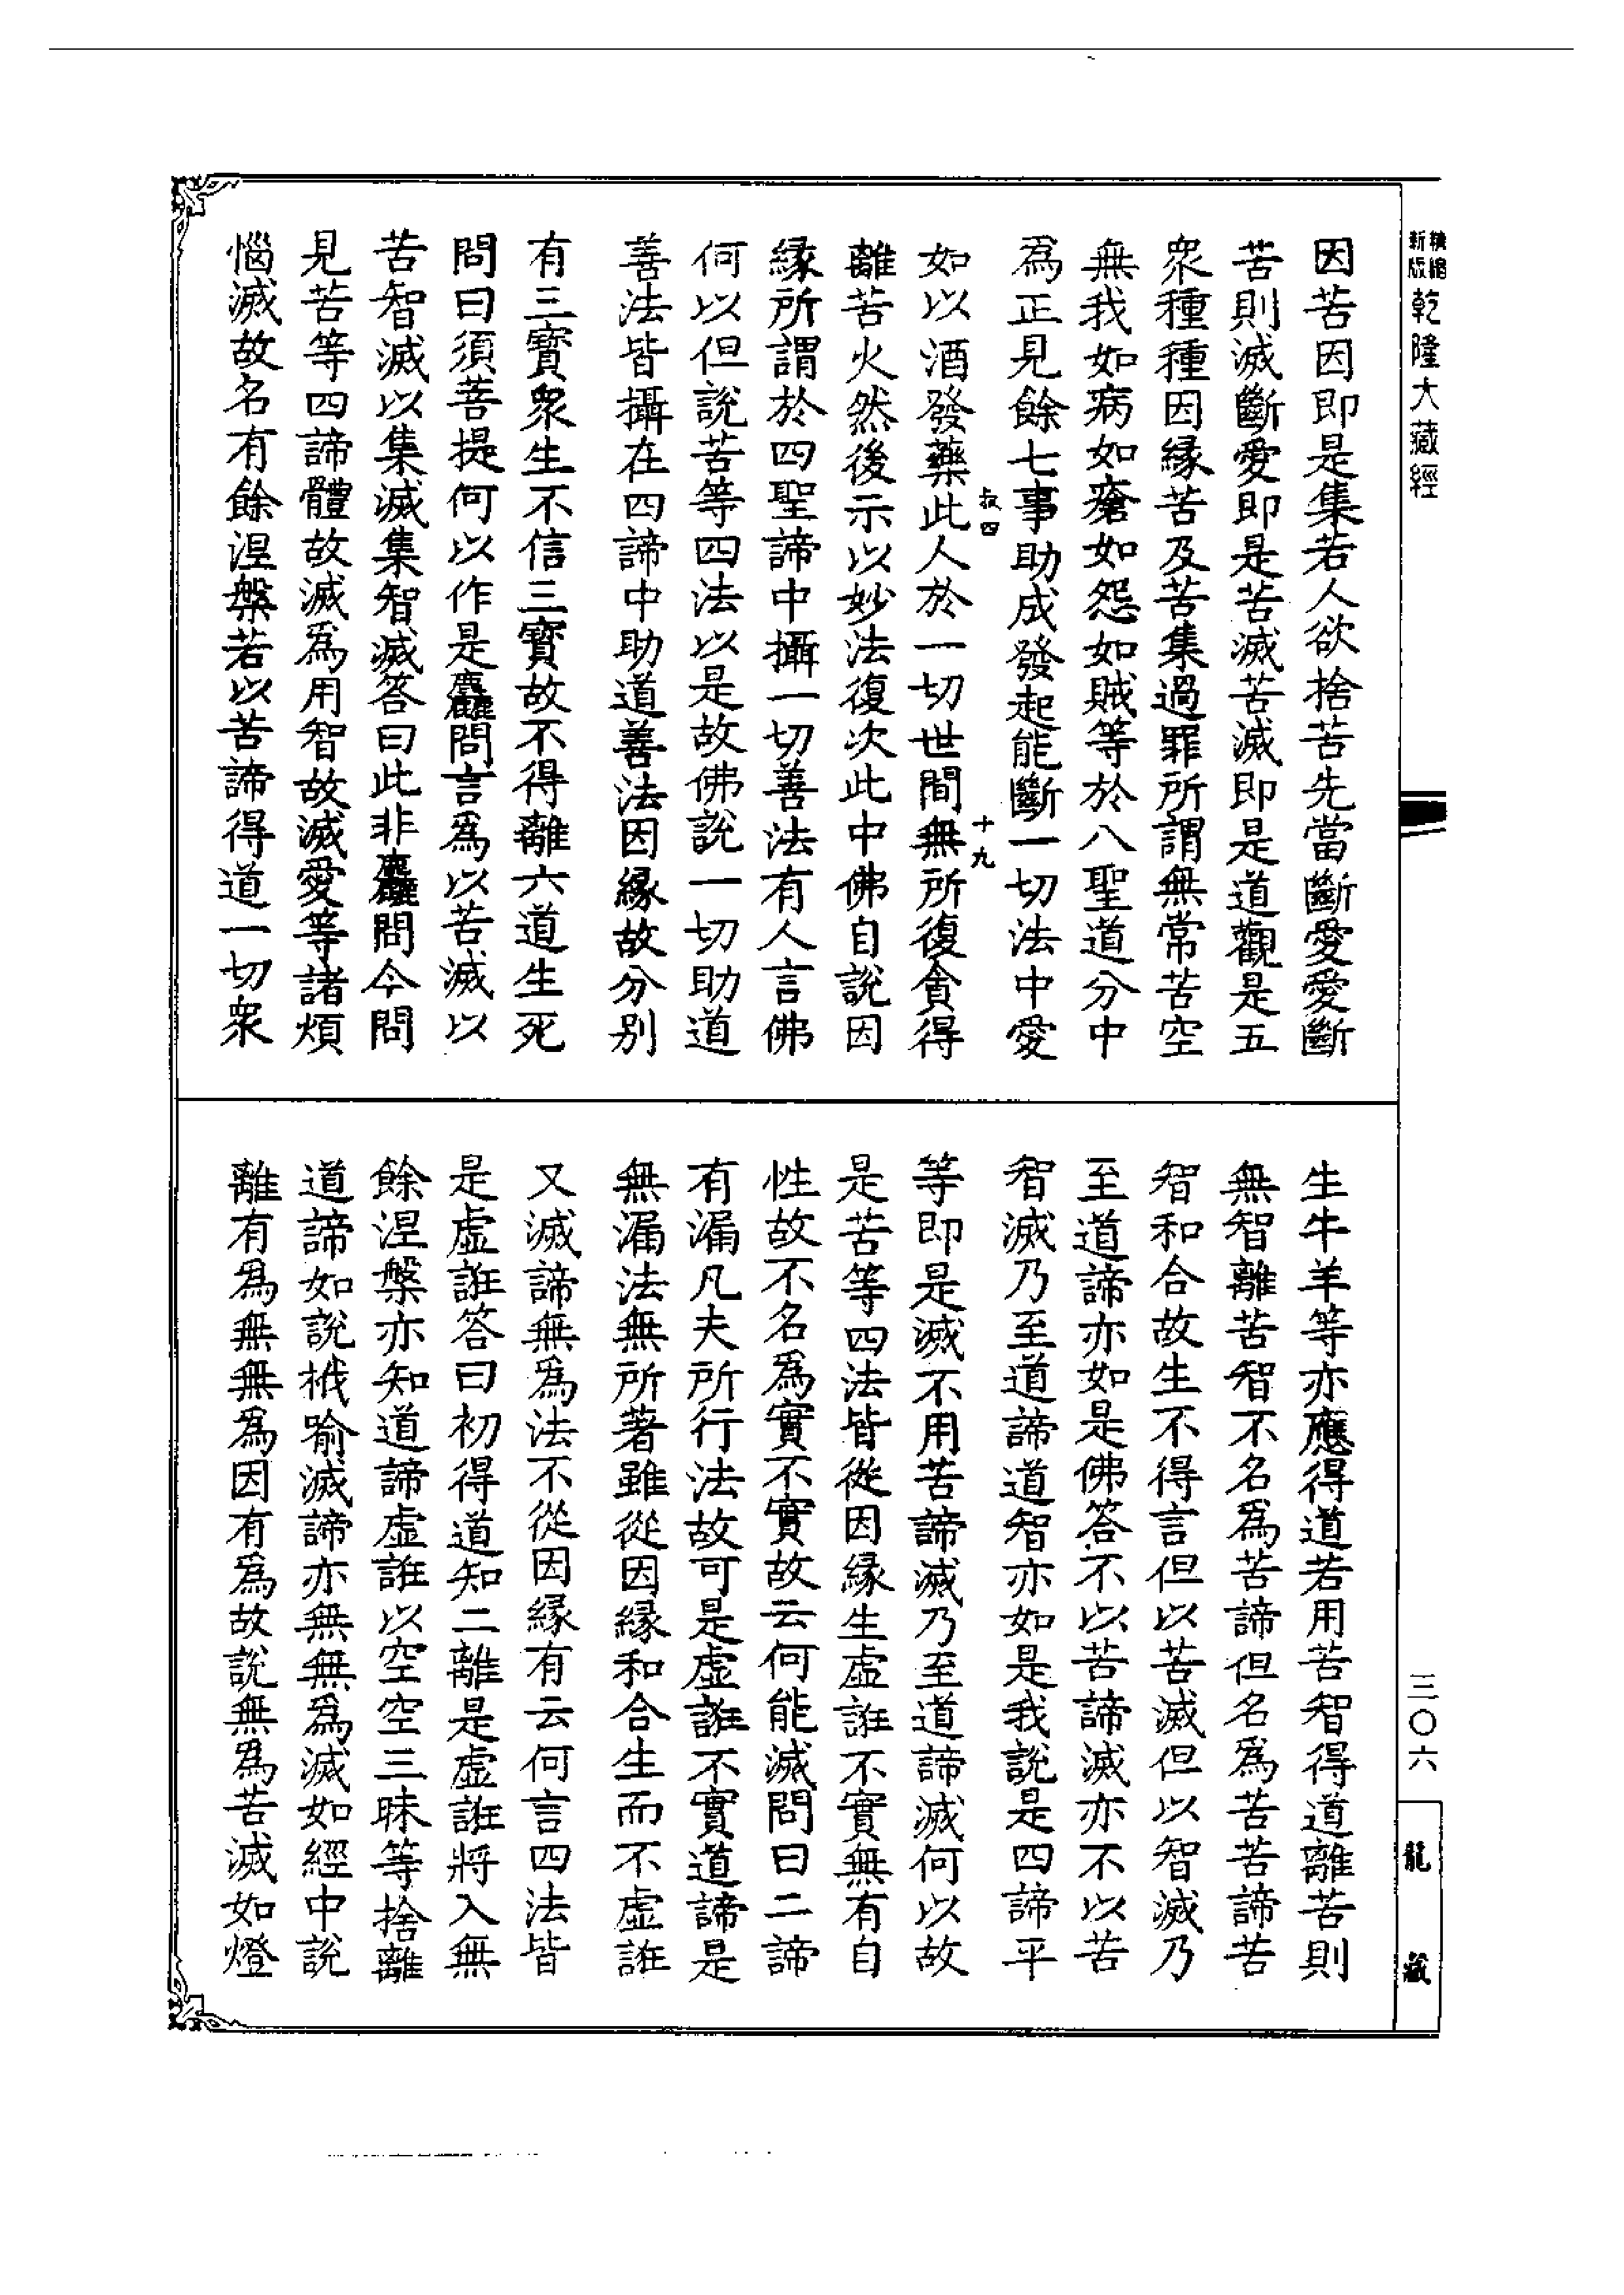 新版
乾隆大藏經
因苦因即是集若人欲捨苦先當斷愛愛斷
苦則滅斷愛即是苦滅苦滅即是道觀是五
衆種種因緣苦及苦集過罪所謂無常苦空
無我如病如瘡如怨如賊等於八聖道分中
爲正見餘七事助成發起能斷一切法中愛
四
十九
如以酒發藥此人於一切世間無所復貪得
離苦火然後示以妙法復次此中佛自說因
緣所謂於四聖諦中攝一切善法有人言佛
何以但說苦等四法以是故佛說一切助道
善法皆攝在四諦中助道善法因緣故分別
有三寶衆生不信三寶故不得離六道生死
問曰須菩提何以作是麤問言爲以苦滅以
苦智滅以集滅集智滅答曰此非麤問今問
見苦等四諦體故滅爲用智故滅愛等諸煩
惱滅故名有餘涅槃若以苦諦得道一切衆
生牛羊等亦應得道若用苦智得道離苦則
無智離苦智不名爲苦諦但名爲苦苦諦苦
智和合故生不得言但以苦滅但以智滅乃
至道諦亦如是佛答不以苦諦滅亦不以苦
智滅乃至道諦道智亦如是我說是四諦平
等即是滅不用苦諦滅乃至道諦滅何以故
是苦等四法皆從因緣生虛誑不實無有自
性故不名爲實不實故云何能滅問曰二諦
有漏凡夫所行法故可是虛誑不實道諦是
無漏法無所著雖從因緣和合生而不虛誑
又滅諦無爲法不從因緣有云何言四法皆
是虛誑答曰初得道知二離是虛誑將入無
餘涅槃亦知道諦虛誑以空空三昧等捨離
道諦如說栰喻滅諦亦無無爲滅如經中說
離有爲無無爲因有爲故說無爲苦滅如燈
三〇六
龍藏